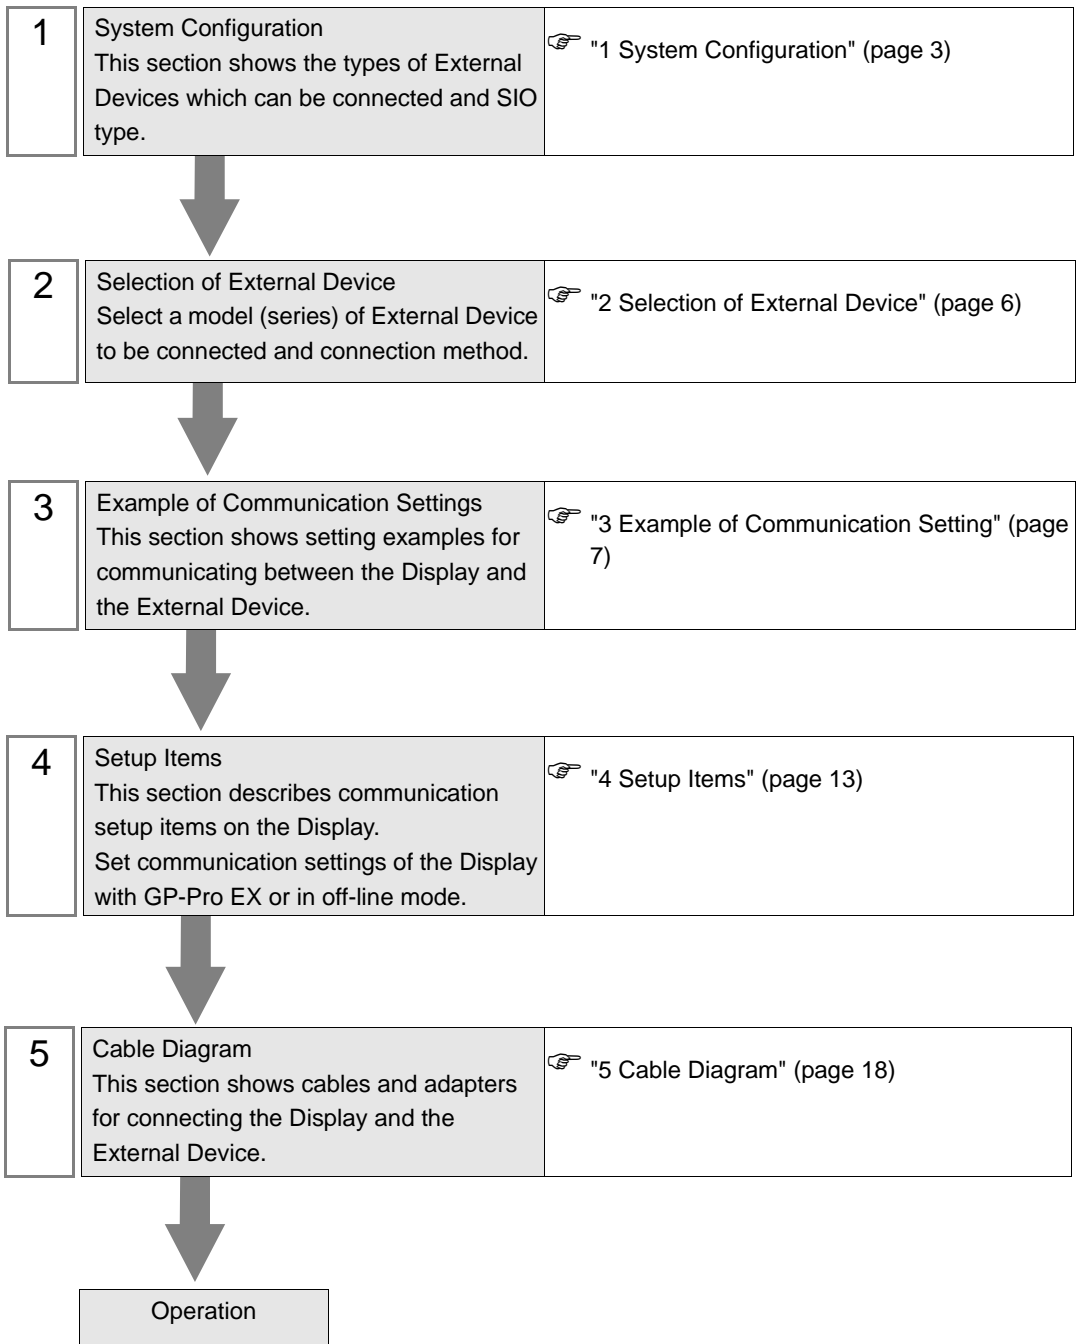 1
System Configuration
This section shows the types of External
Devices which can be connected and SIO
type.
"1 System Configuration" (page 3)
2
Selection of External Device
Select a model (series) of External Device
to be connected and connection method.
"2 Selection of External Device" (page 6)
3
Example of Communication Settings
This section shows setting examples for
communicating between the Display and
the External Device.
"3 Example of Communication Setting" (page
7)
4
Setup Items
This section describes communication
setup items on the Display.
Set communication settings of the Display
with GP-Pro EX or in off-line mode.
"4 Setup Items" (page 13)
5
Cable Diagram
This section shows cables and adapters
for connecting the Display and the
External Device.
"5 Cable Diagram" (page 18)
Operation